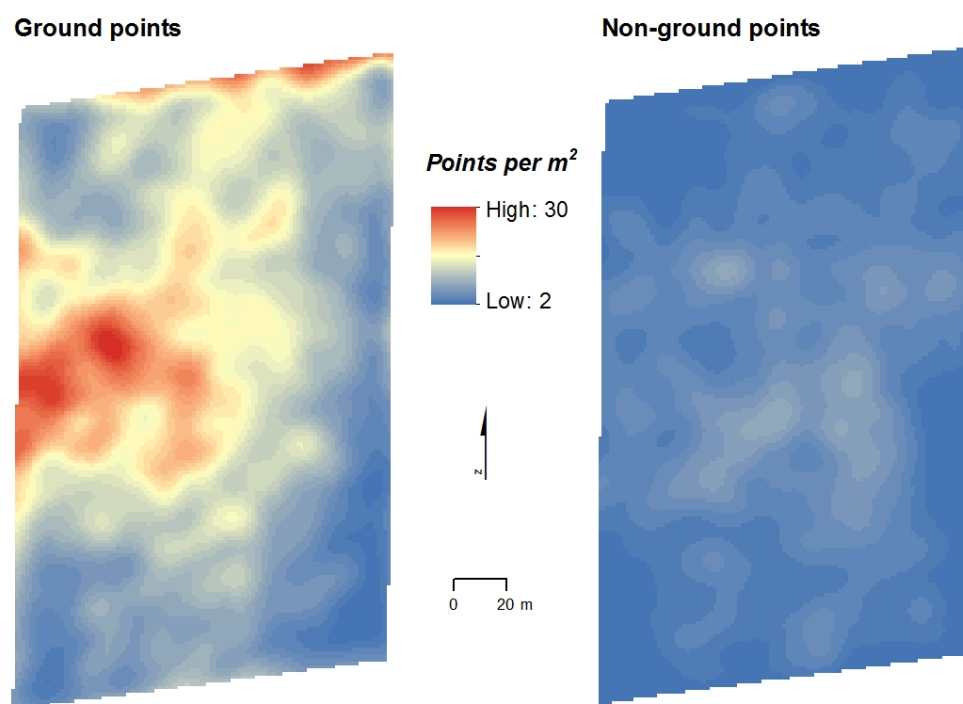 Ground points
Non-ground points
Points per m²
High: 30
Low: 2
z
0 20 m